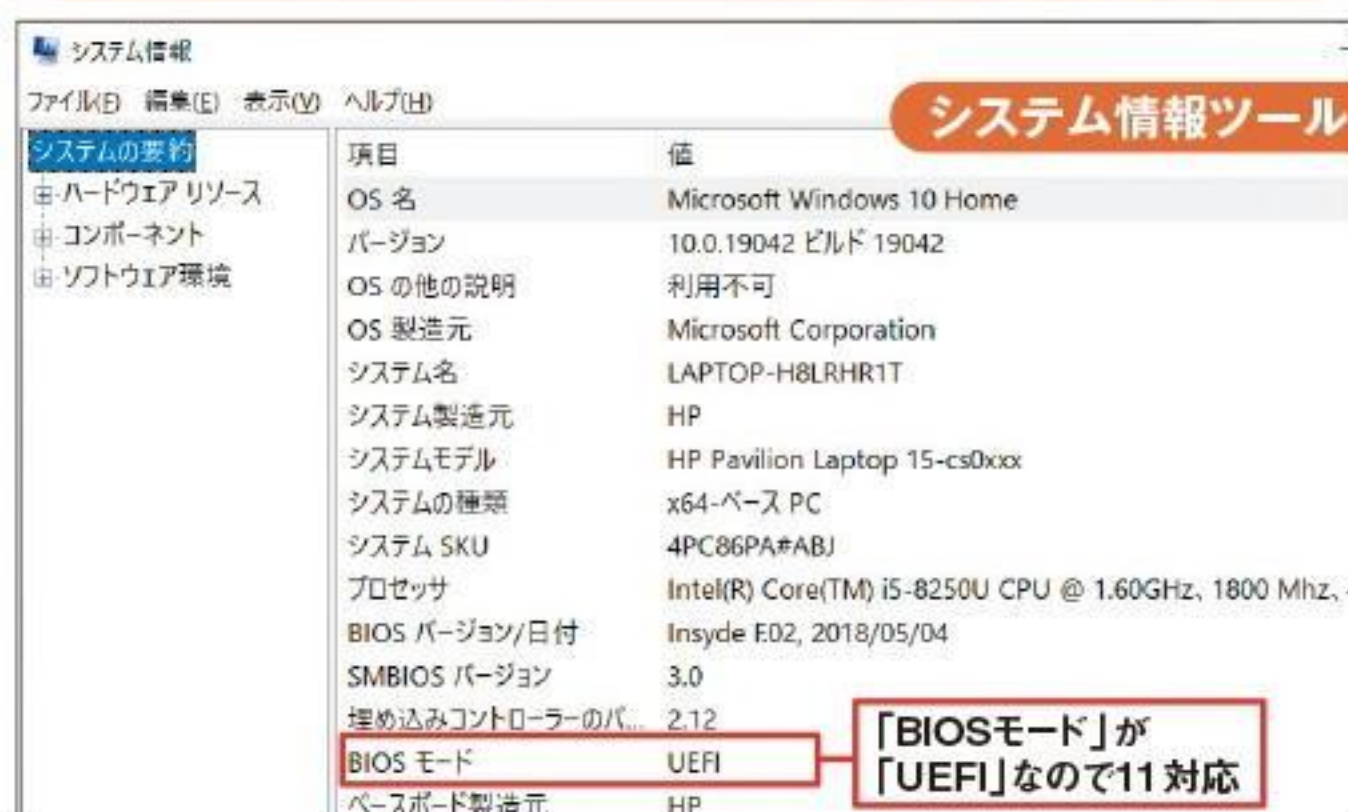 システム情報
ファイル(F) 編集(E) 表示(V) ヘルプ(H)
システム情報ツール
システムの要約
ハードウェア リソース
コンポーネント
ソフトウェア環境
項目 値
OS 名 Microsoft Windows 10 Home
バージョン 10.0.19042 ビルド 19042
OS の他の説明 利用不可
OS 製造元 Microsoft Corporation
システム名 LAPTOP-H8LRHR1T
システム製造元 HP
システムモデル HP Pavilion Laptop 15-cs0xxx
システムの種類 x64-ベース PC
システム SKU 4PC86PA#ABJ
プロセッサ Intel(R) Core(TM) i5-8250U CPU @ 1.60GHz、1800 Mhz、
BIOS バージョン/日付 Insyde F.02, 2018/05/04
SMBIOS バージョン 3.0
埋め込みコントローラーのバ... 2.12
BIOS モード UEFI
「BIOSモード」が
「UEFI」なので11対応
ベースボード製造元 HP